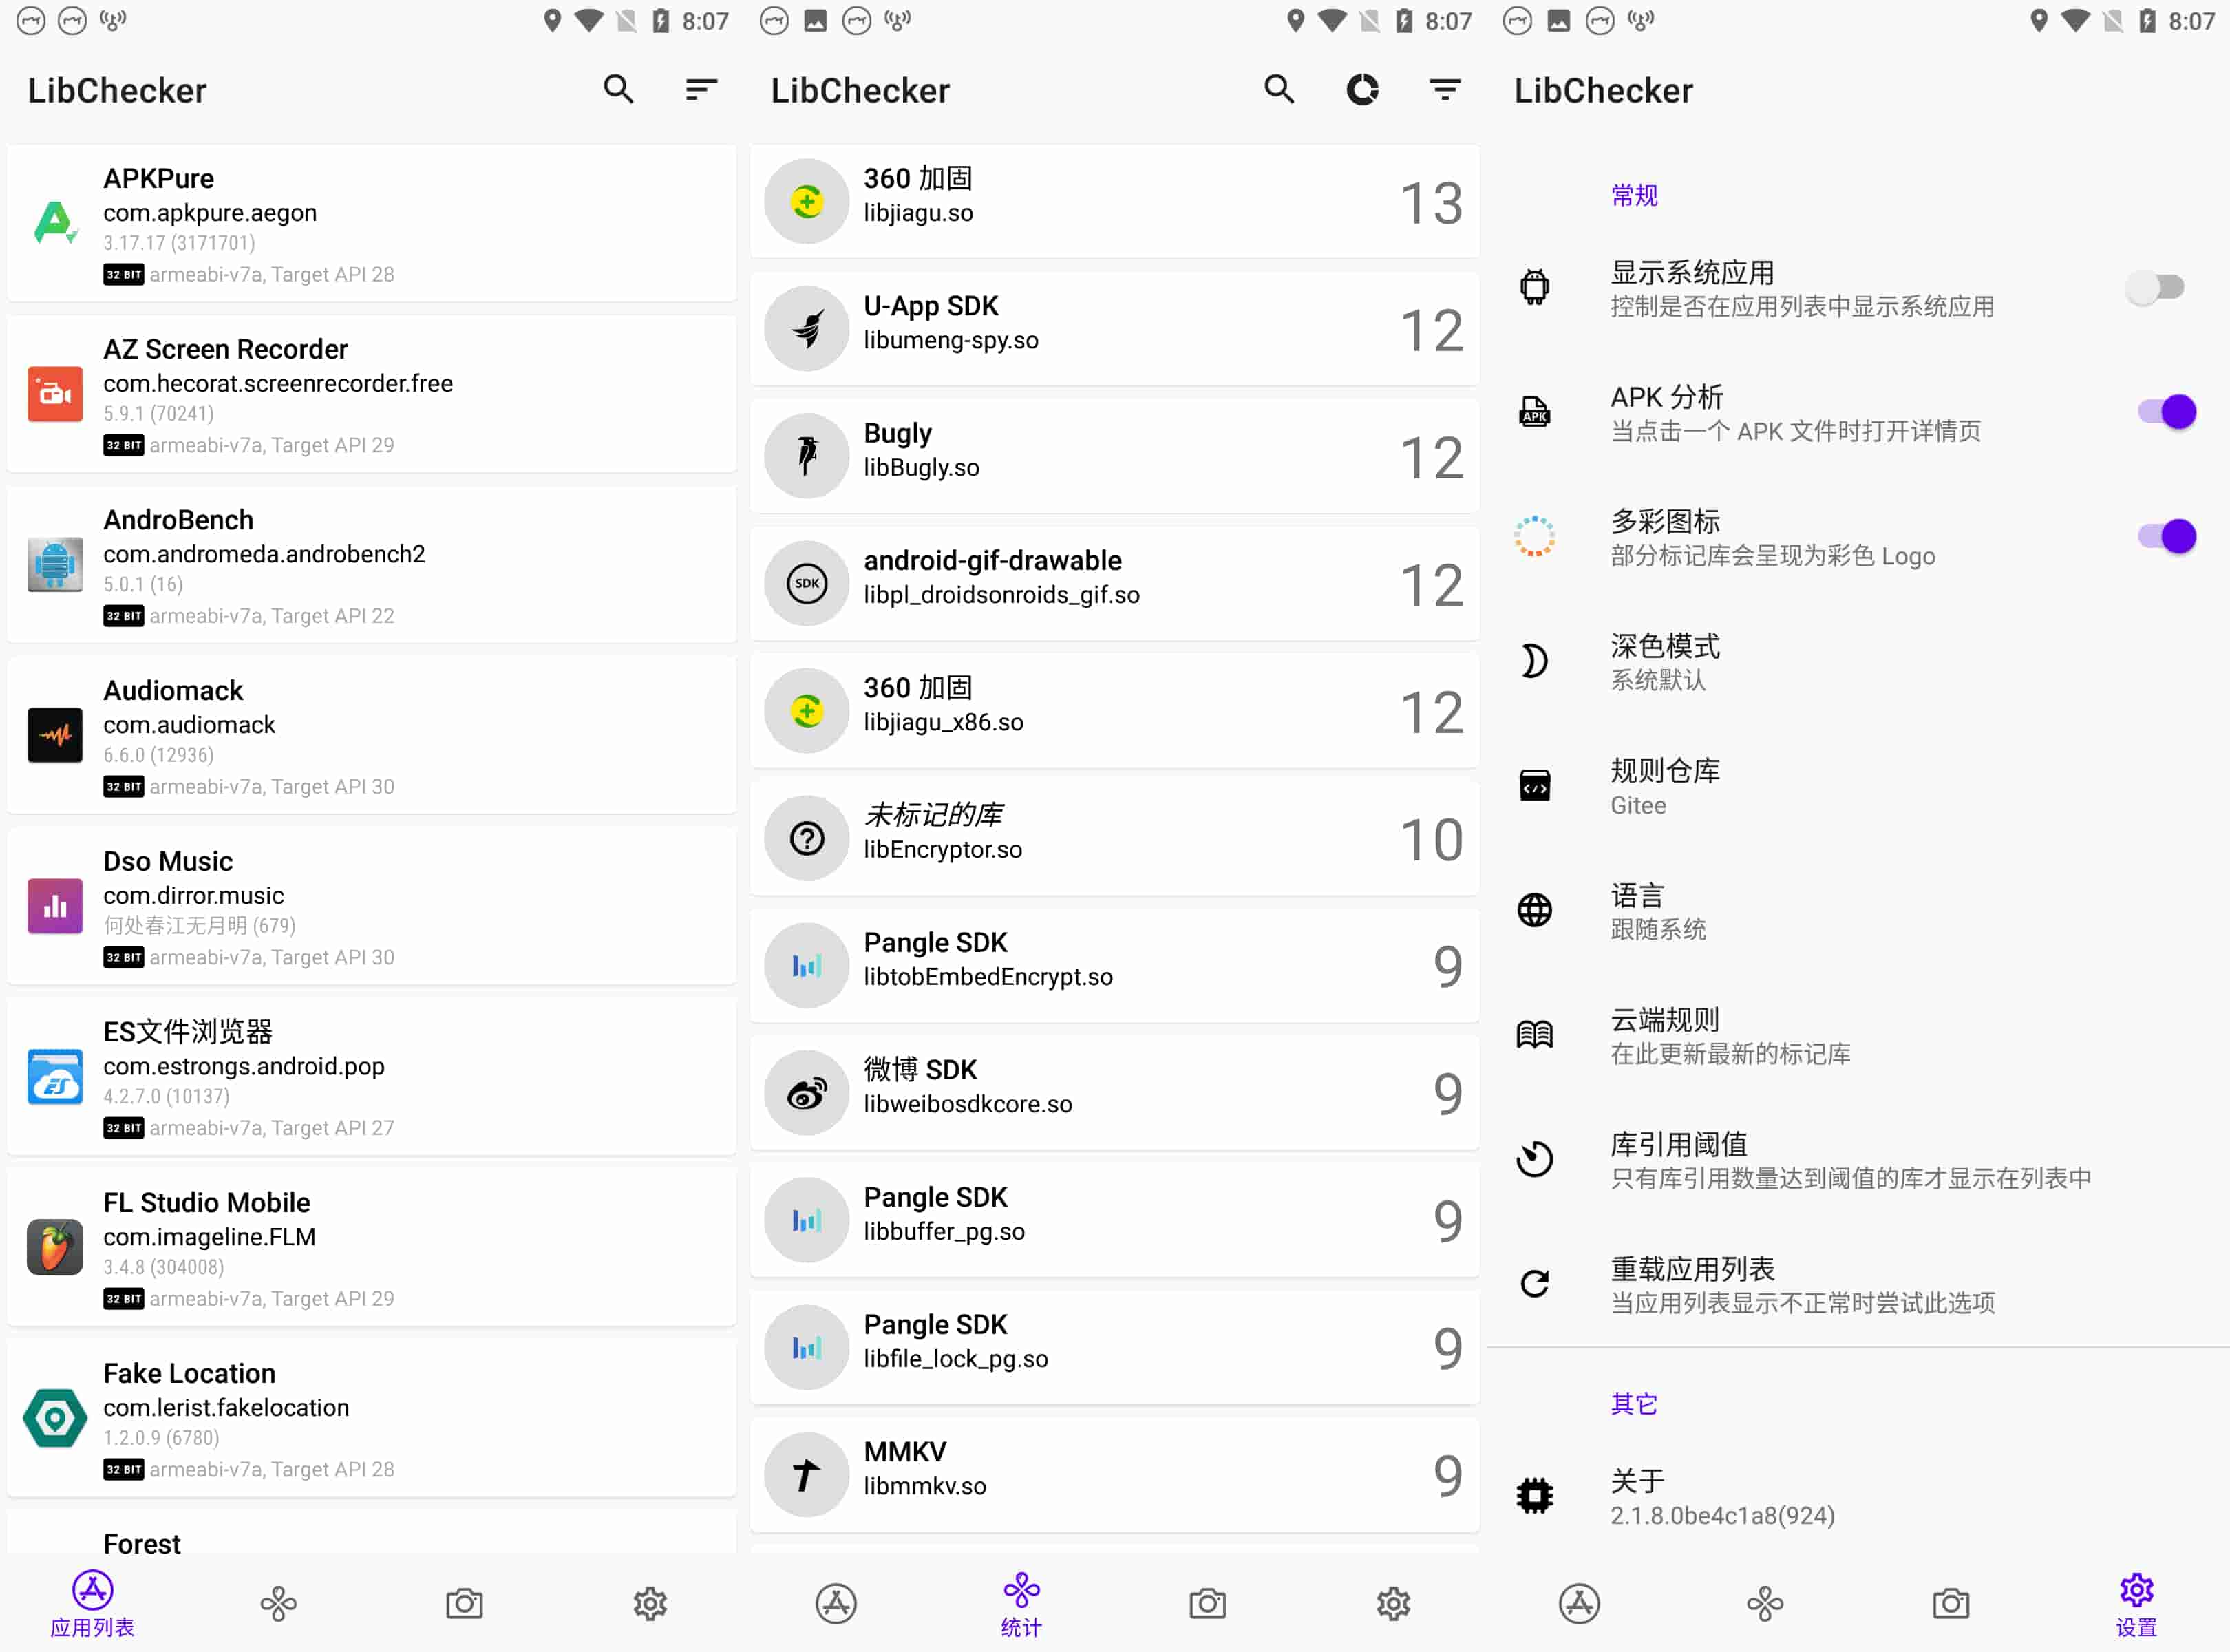 8:07
LibChecker
APKPure
com.apkpure.aegon
3.17.17 (3171701)
32 BIT armeabi-v7a, Target API 28
AZ Screen Recorder
com.hecorat.screenrecorder.free
5.9.1 (70241)
32 BIT armeabi-v7a, Target API 29
AndroBench
com.andromeda.androbench2
5.0.1 (16)
32 BIT armeabi-v7a, Target API 22
Audiomack
com.audiomack
6.6.0 (12936)
32 BIT armeabi-v7a, Target API 30
Dso Music
com.dirror.music
何处春江无月明 (679)
32 BIT armeabi-v7a, Target API 30
ES文件浏览器
com.estrongs.android.pop
4.2.7.0 (10137)
32 BIT armeabi-v7a, Target API 27
FL Studio Mobile
com.imageline.FLM
3.4.8 (304008)
32 BIT armeabi-v7a, Target API 29
Fake Location
com.lerist.fakelocation
1.2.0.9 (6780)
32 BIT armeabi-v7a, Target API 28
Forest
应用列表
8:07
LibChecker
360 加固
libjiagu.so
13
U-App SDK
libumeng-spy.so
12
Bugly
libBugly.so
12
SDK
android-gif-drawable
libpl_droidsonroids_gif.so
12
360 加固
libjiagu_x86.so
12
未标记的库
libEncryptor.so
10
Pangle SDK
libtobEmbedEncrypt.so
9
微博 SDK
libweibosdkcore.so
9
Pangle SDK
libbuffer_pg.so
9
Pangle SDK
libfile_lock_pg.so
9
MMKV
libmmkv.so
9
统计
8:07
LibChecker
常规
显示系统应用
控制是否在应用列表中显示系统应用
APK
APK 分析
当点击一个 APK 文件时打开详情页
多彩图标
部分标记库会呈现为彩色 Logo
深色模式
系统默认
规则仓库
Gitee
语言
跟随系统
云端规则
在此更新最新的标记库
库引用阈值
只有库引用数量达到阈值的库才显示在列表中
重载应用列表
当应用列表显示不正常时尝试此选项
其它
关于
2.1.8.0be4c1a8(924)
设置